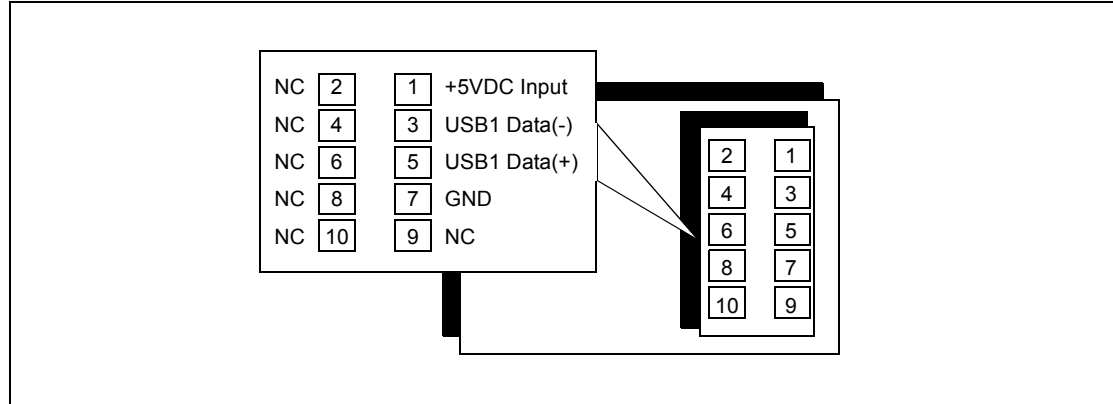 NC 2 1 +5VDC Input
NC 4 3 USB1 Data(-)
NC 6 5 USB1 Data(+)
NC 8 7 GND
NC 10 9 NC
2 1
4 3
6 5
8 7
10 9